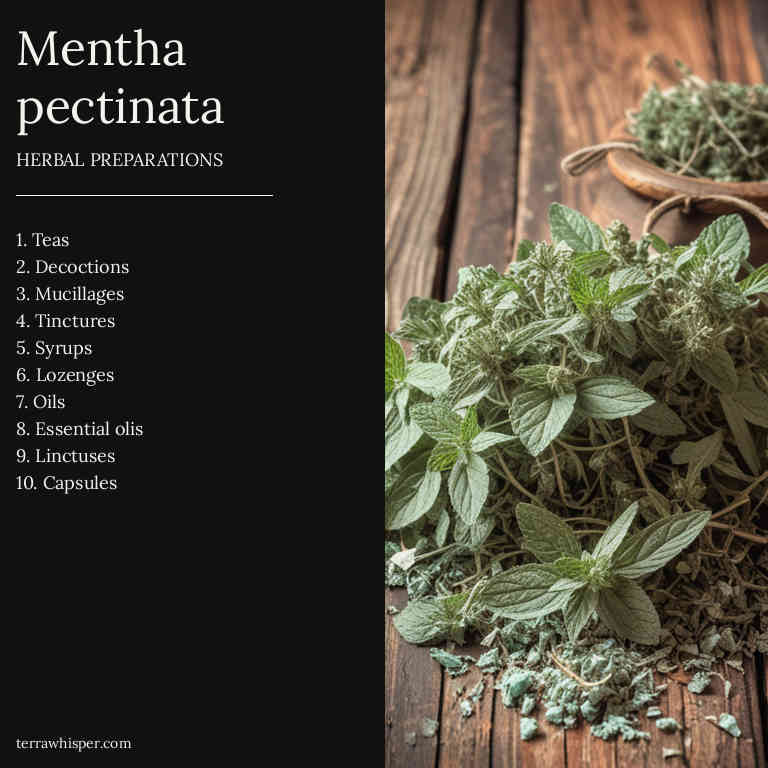 Mentha
pectinata
HERBAL PREPARATIONS
1. Teas
2. Decoctions
3. Mucillages
4. Tinctures
5. Syrups
6. Lozenges
7. Oils
8. Essential olis
9. Linctuses
10. Capsules
terrawhisper.com